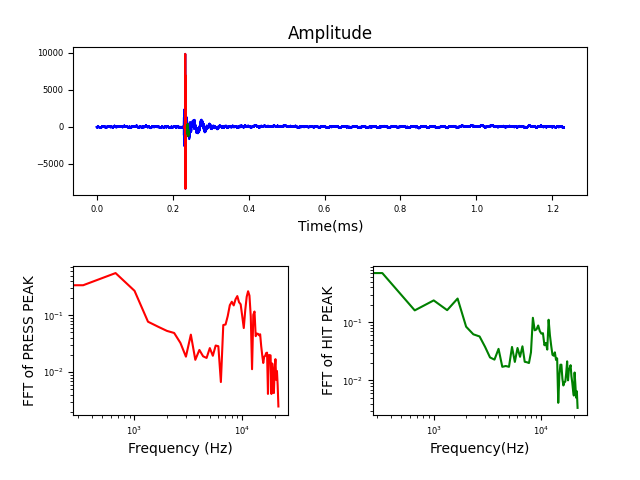 Amplitude
10000
5000
0
−5000
0.0 0.2 0.4 0.6 0.8 1.0 1.2
Time(ms)
FFT of PRESS PEAK
10⁻¹
10⁻²
10³ 10⁴
Frequency (Hz)
FFT of HIT PEAK
10⁻¹
10⁻²
10³ 10⁴
Frequency(Hz)